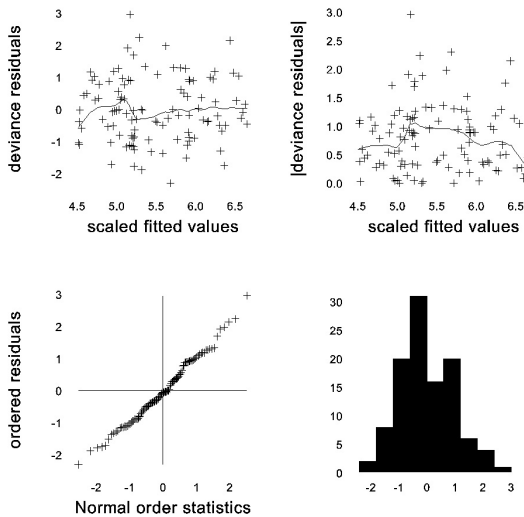 deviance residuals
3
2
1
0
-1
-2
4.5 5.0 5.5 6.0 6.5
scaled fitted values
|deviance residuals|
3.0
2.5
2.0
1.5
1.0
0.5
0.0
4.5 5.0 5.5 6.0 6.5
scaled fitted values
ordered residuals
3
2
1
0
-1
-2
-2 -1 0 1 2
Normal order statistics
30
25
20
15
10
5
0
-2 -1 0 1 2 3